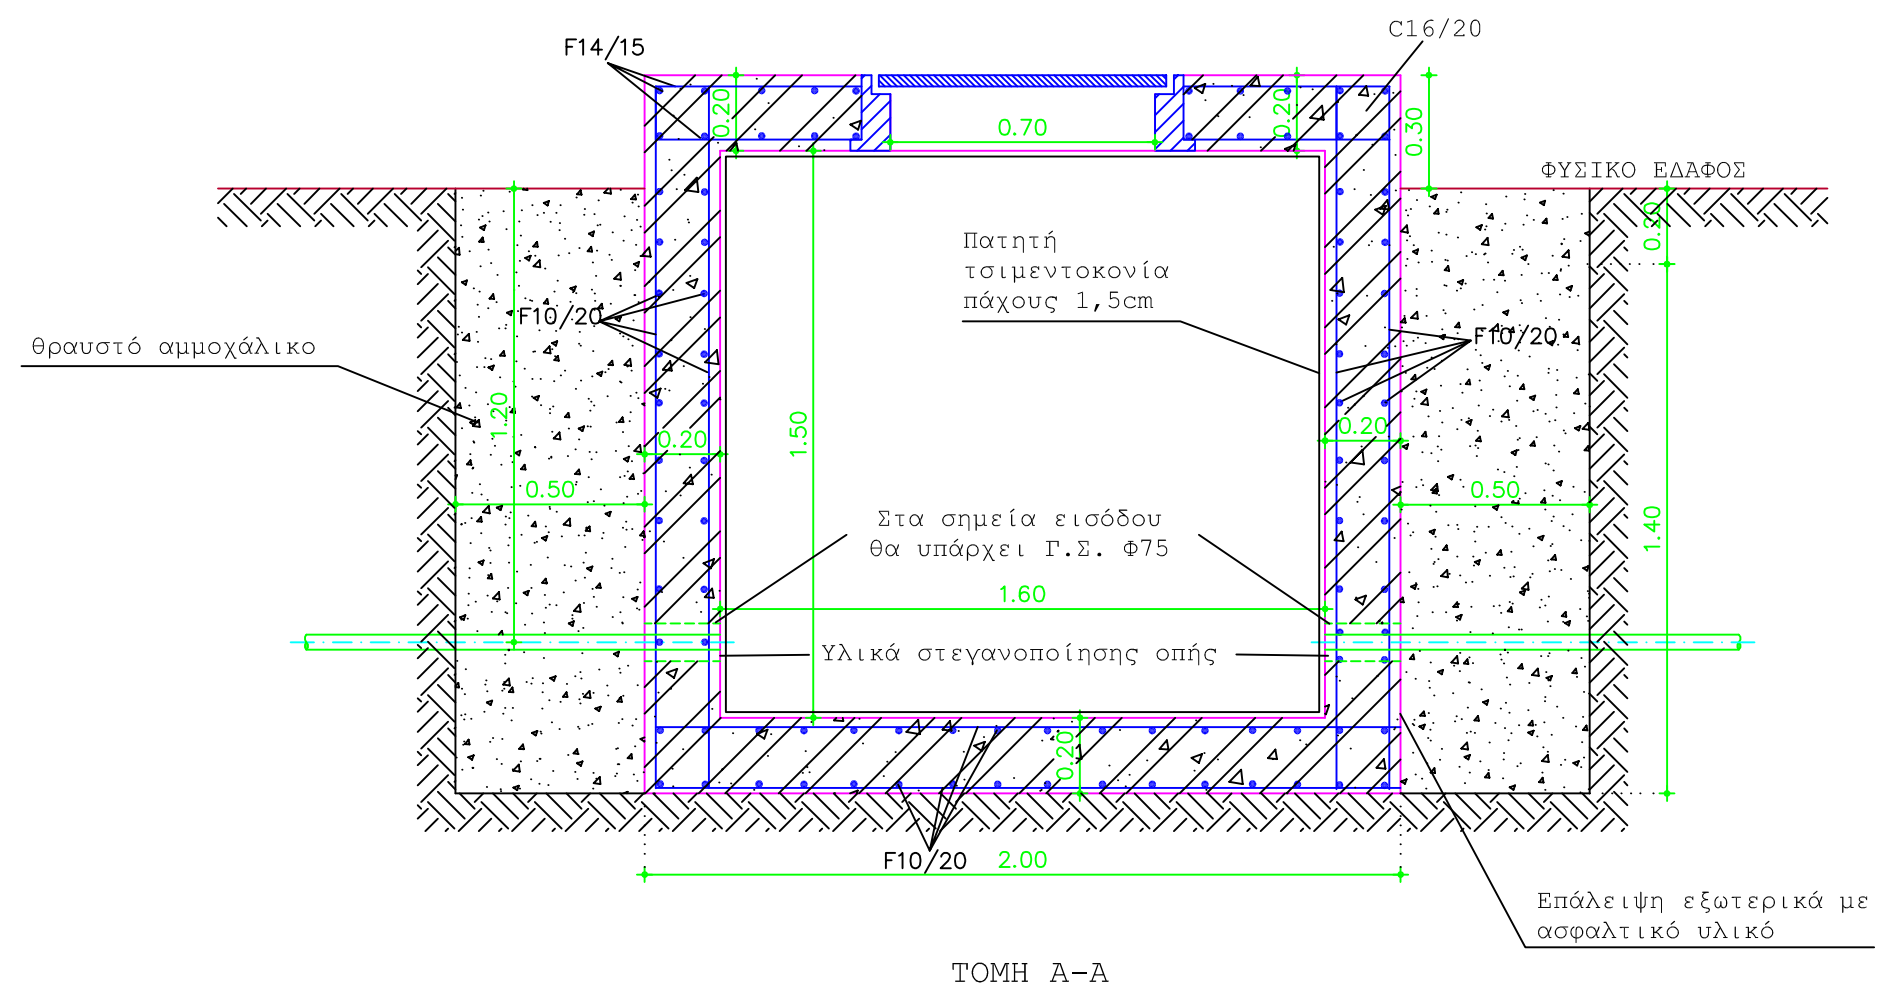 C16/20
F14/15
0.20
0.20
0.30
0.70
ΦΥΣΙΚΟ ΕΔΑΦΟΣ
0.20
Πατητή
τσιμεντοκονία
πάχους 1,5cm
F10/20
F10/20
θραυστό αμμοχάλικο
1.20
1.50
0.20
0.20
0.50
0.50
1.40
Στα σημεία εισόδου
θα υπάρχει Γ.Σ. Φ75
1.60
Υλικά στεγανοποίησης οπής
0.20
F10/20
2.00
Επάλειψη εξωτερικά με
ασφαλτικό υλικό
ΤΟΜΗ Α-Α